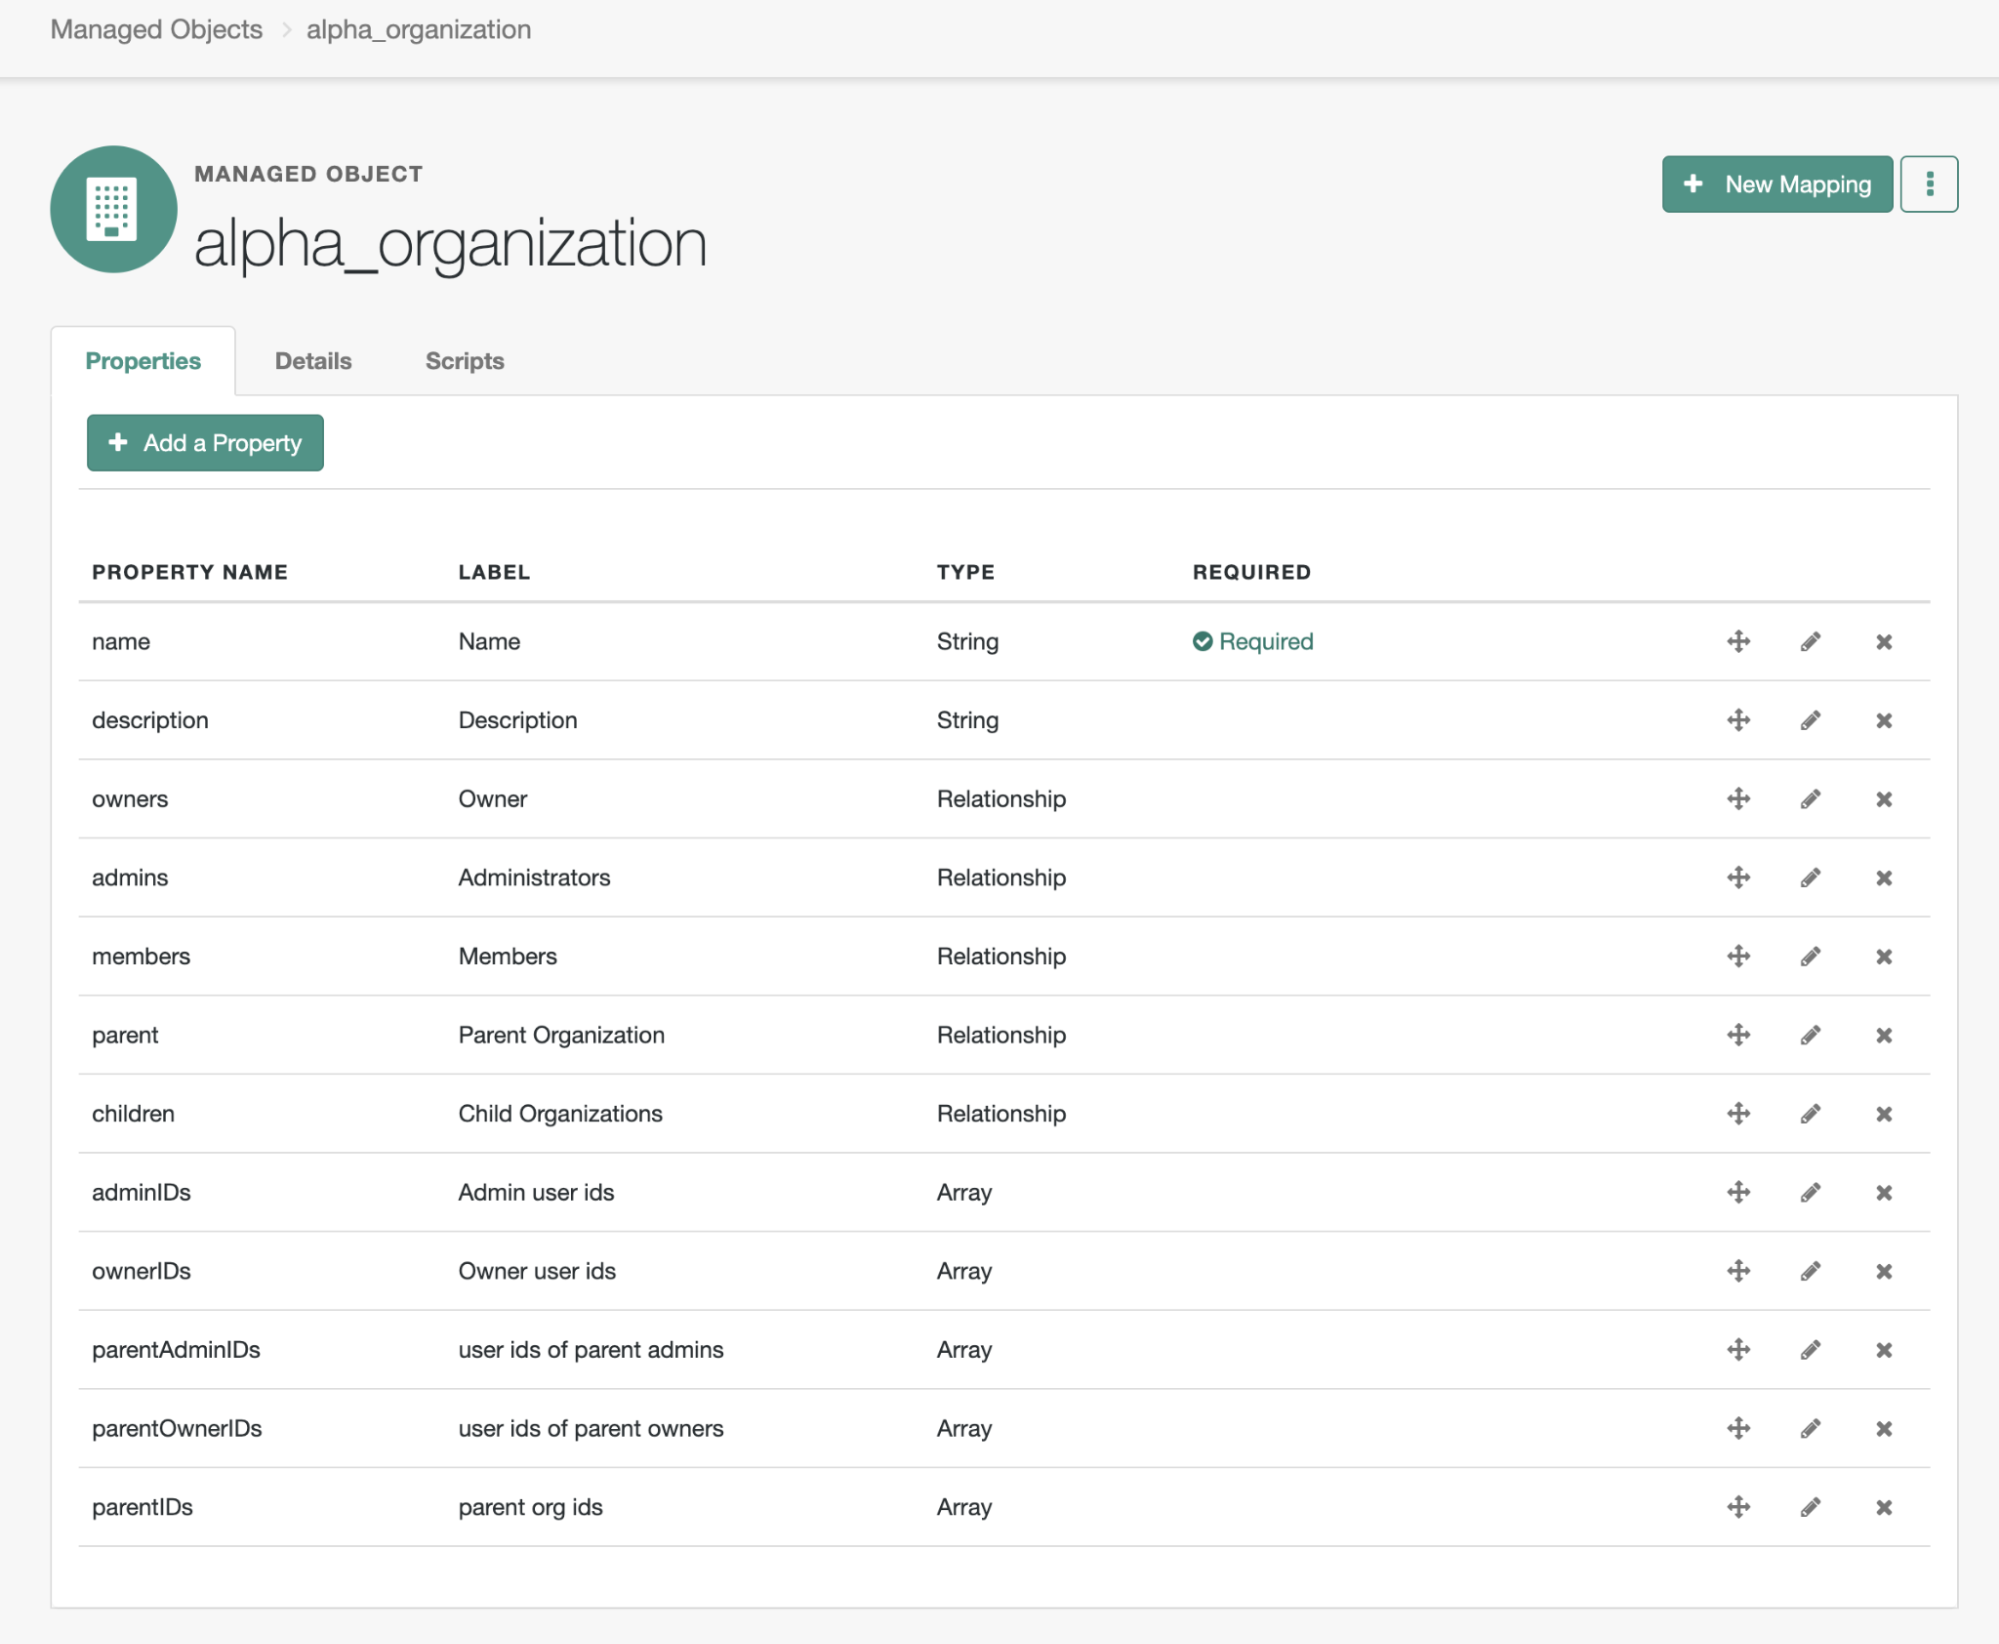 Managed Objects > alpha_organization
MANAGED OBJECT
alpha_organization
New Mapping
Properties Details Scripts
Add a Property
PROPERTY NAME LABEL TYPE REQUIRED
name Name String Required
description Description String
owners Owner Relationship
admins Administrators Relationship
members Members Relationship
parent Parent Organization Relationship
children Child Organizations Relationship
adminIDs Admin user ids Array
ownerIDs Owner user ids Array
parentAdminIDs user ids of parent admins Array
parentOwnerIDs user ids of parent owners Array
parentIDs parent org ids Array